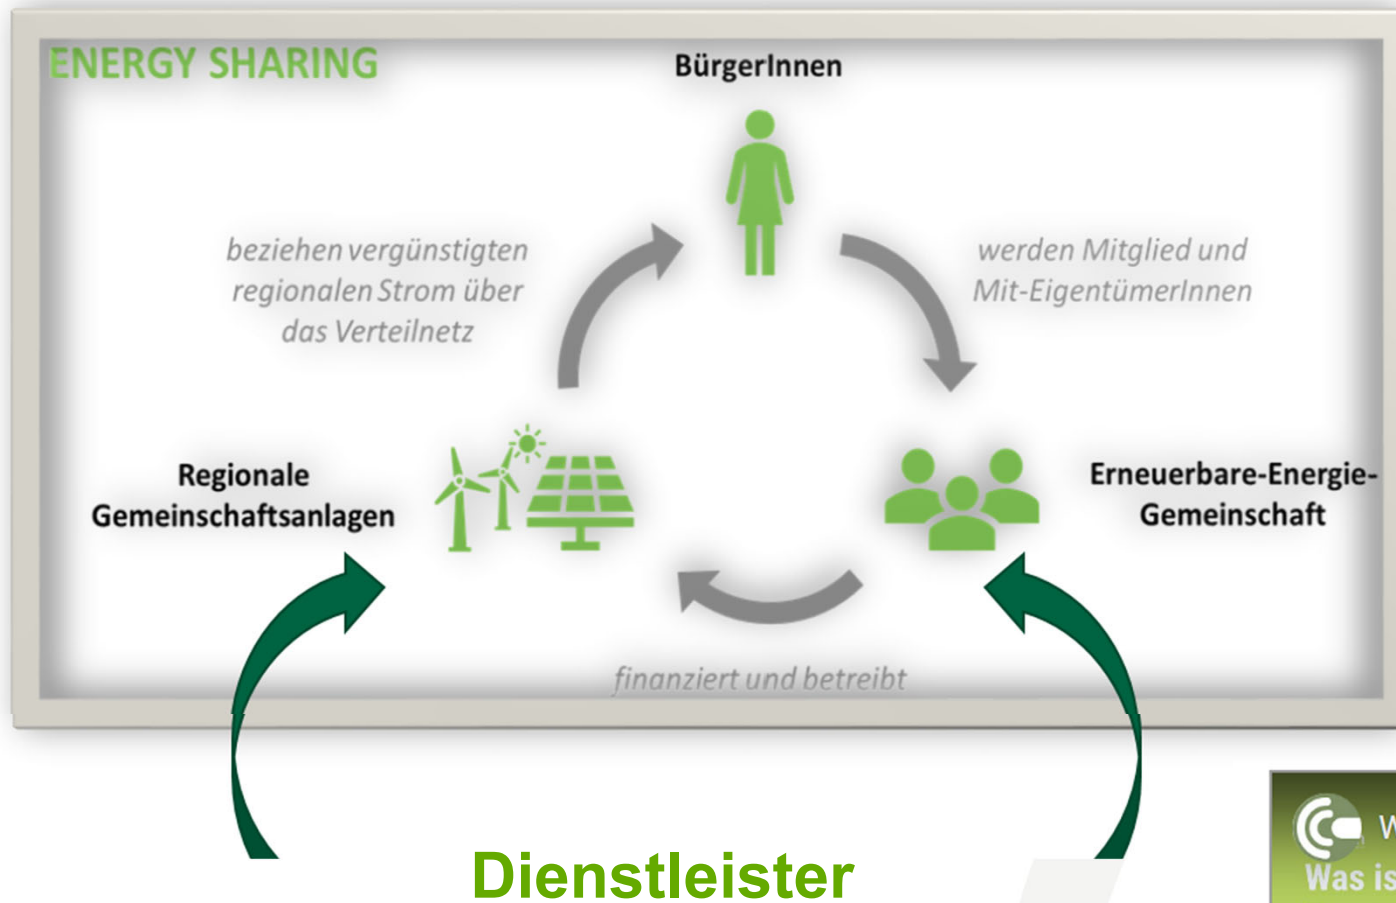 ENERGY SHARING
BürgerInnen
beziehen vergünstigten
regionalen Strom über
das Verteilnetz
werden Mitglied und
Mit-EigentümerInnen
Regionale
Gemeinschaftsanlagen
Erneuerbare-Energie-
Gemeinschaft
finanziert und betreibt
Dienstleister
Was